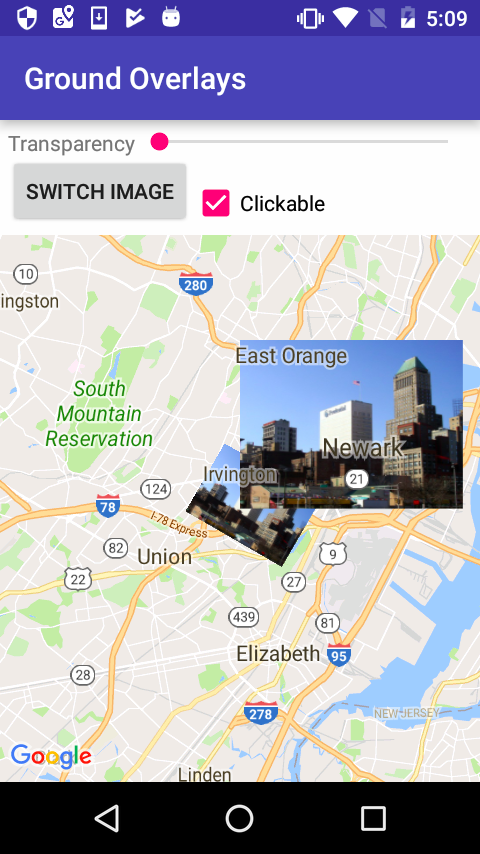 5:09
Ground Overlays
Transparency
SWITCH IMAGE
Clickable
10
280
ingston
East Orange
South
Mountain
Reservation
Newark
Irvington
21
124
78
I-78 Express
82
Union
9
22
27
439
81
Elizabeth
95
28
278
NEW JERSEY
Google
Linden